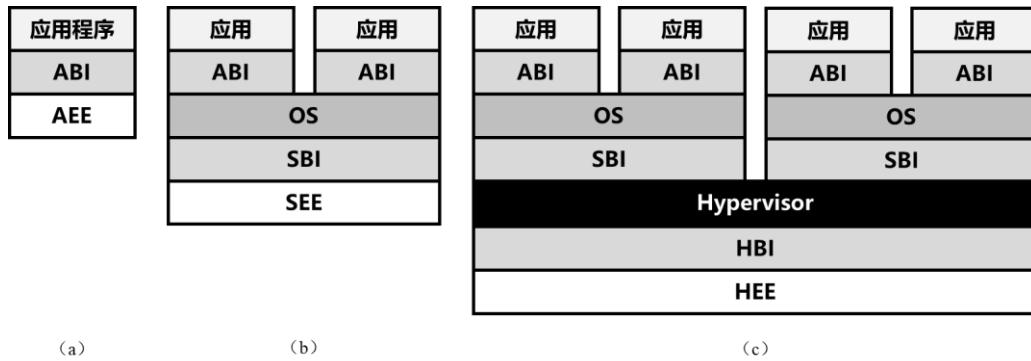 应用程序
ABI
AEE
应用 应用
ABI ABI
OS
SBI
SEE
应用 应用 应用 应用
ABI ABI ABI ABI
OS OS
SBI SBI
Hypervisor
HBI
HEE
（a） （b） （c）